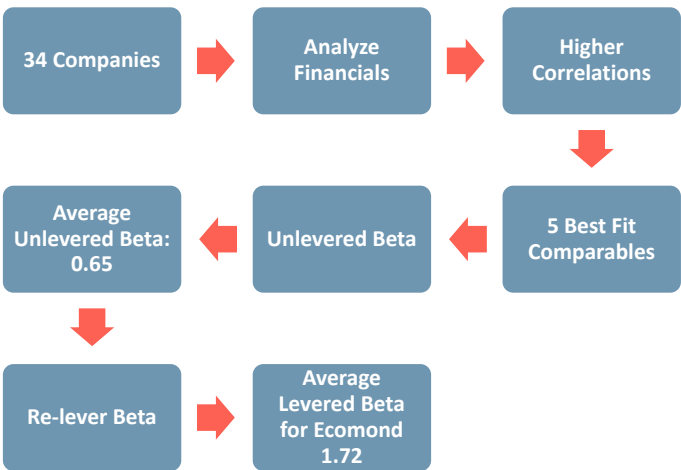 34 Companies
Analyze
Financials
Higher
Correlations
5 Best Fit
Comparables
Unlevered Beta
Average
Unlevered Beta:
0.65
Re-lever Beta
Average
Levered Beta
for Ecomond
1.72